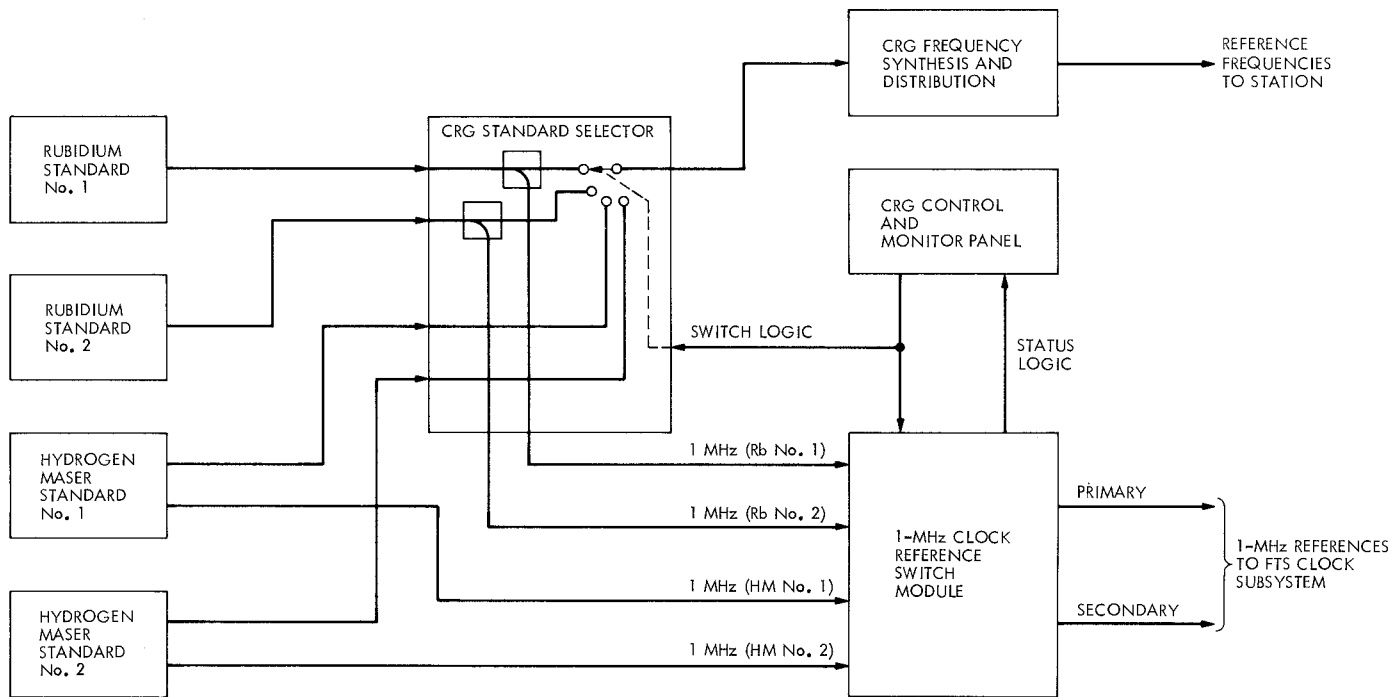 CRG FREQUENCY
SYNTHESIS AND
DISTRIBUTION
REFERENCE
FREQUENCIES
TO STATION
CRG STANDARD SELECTOR
RUBIDIUM
STANDARD
No. 1
CRG CONTROL
AND
MONITOR PANEL
RUBIDIUM
STANDARD
No. 2
SWITCH LOGIC
STATUS
LOGIC
HYDROGEN
MASER
STANDARD
No. 1
1 MHz (Rb No. 1)
1 MHz (Rb No. 2)
1 MHz (HM No. 1)
1 MHz (HM No. 2)
1-MHz CLOCK
REFERENCE
SWITCH
MODULE
PRIMARY
SECONDARY
1-MHz REFERENCES
TO FTS CLOCK
SUBSYSTEM
HYDROGEN
MASER
STANDARD
No. 2